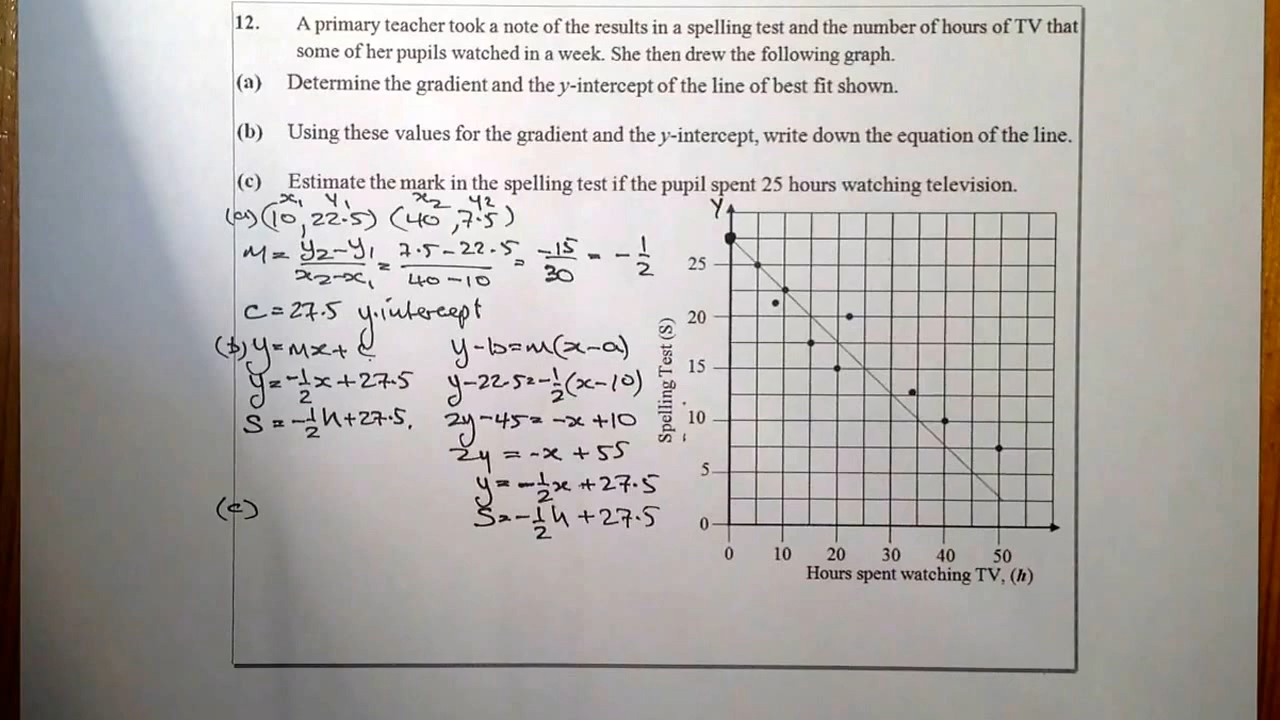 12. A primary teacher took a note of the results in a spelling test and the number of hours of TV that
some of her pupils watched in a week. She then drew the following graph.
(a) Determine the gradient and the y-intercept of the line of best fit shown.
(b) Using these values for the gradient and the y-intercept, write down the equation of the line.
(c) Estimate the mark in the spelling test if the pupil spent 25 hours watching television.
x₁ y₁ x₂ y₂
(a) (10, 22.5) (40, 7.5)
m = y₂-y₁/x₂-x₁ = 7.5-22.5/40-10 = -15/30 = -1/2
c = 27.5 y.intercept
(b) y = mx + c
y = -1/2x + 27.5
S = -1/2h + 27.5.
y-b = m(x-a)
y-22.5 = -1/2(x-10)
2y-45 = -x+10
2y = -x + 55
y = -1/2x + 27.5
S = -1/2h + 27.5
(c)
Y
25
20
15
10
5
0
Spelling Test (S)
0 10 20 30 40 50
Hours spent watching TV, (h)